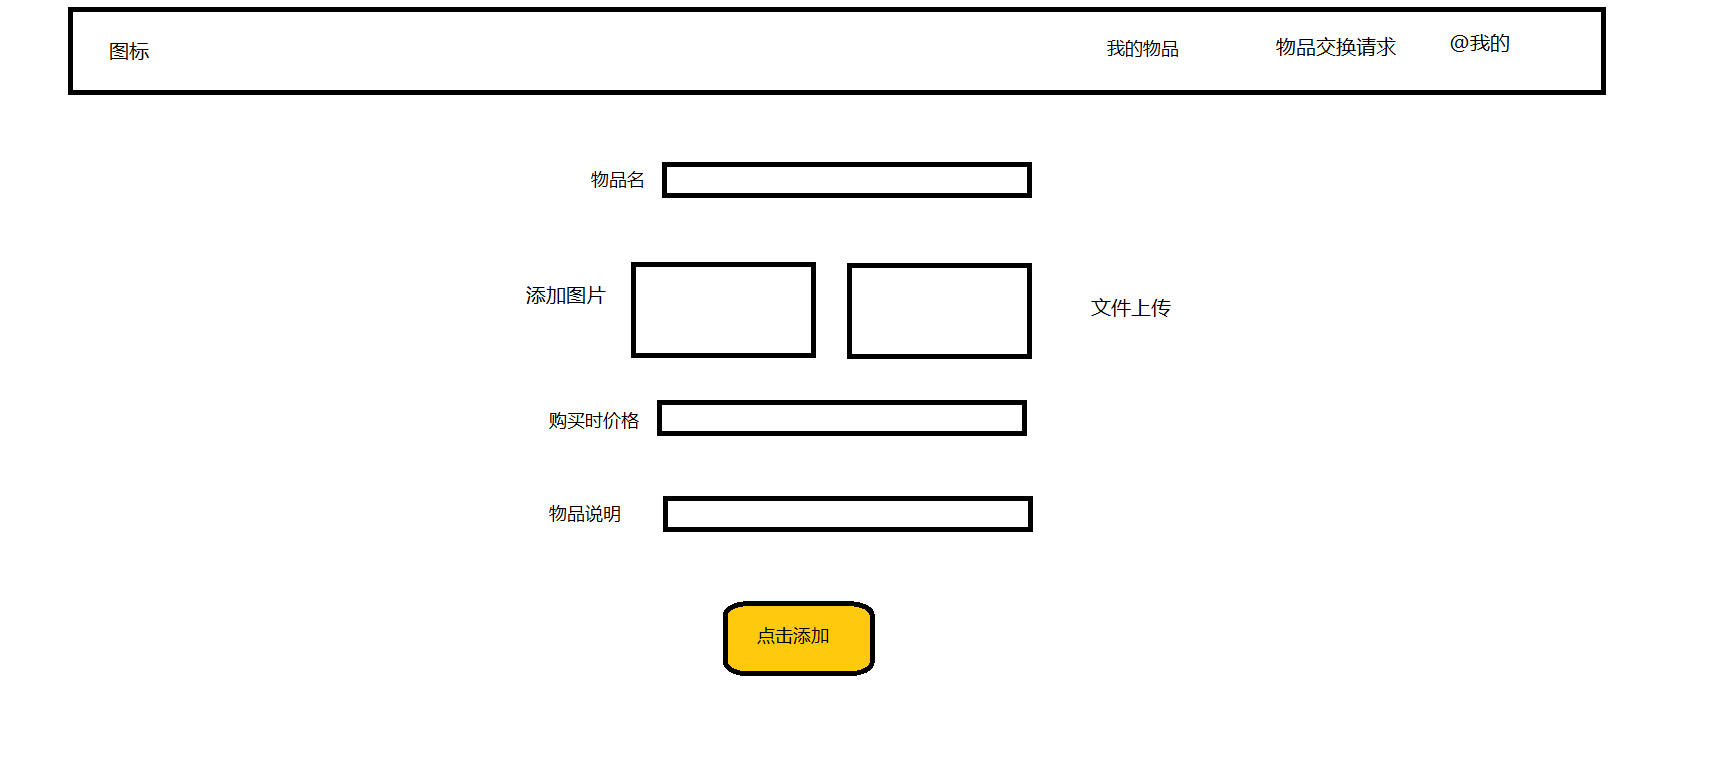 图标
我的物品
物品交换请求
@我的
物品名
添加图片
文件上传
购买时价格
物品说明
点击添加